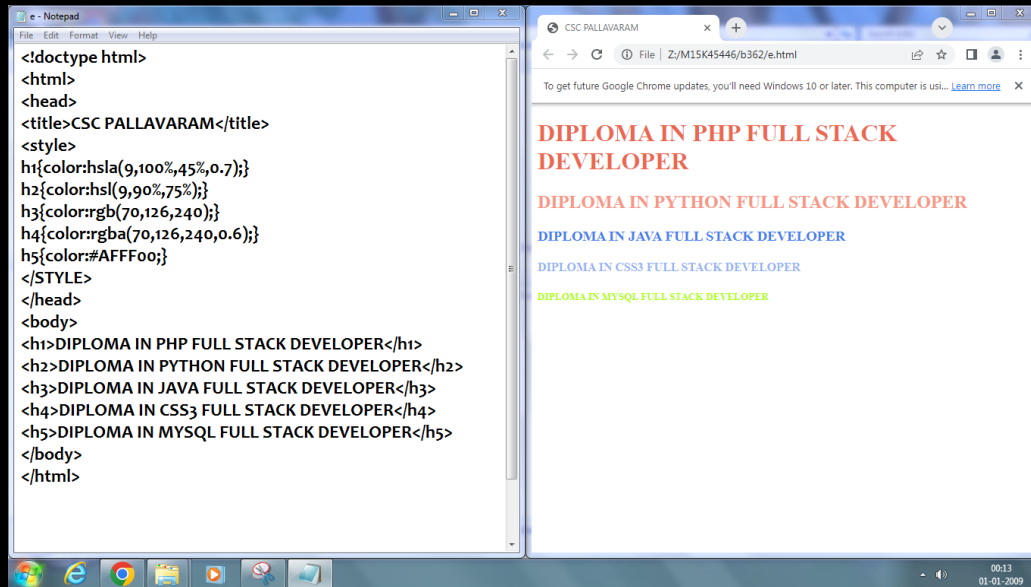 e - Notepad
File Edit Format View Help
<!doctype html>
<html>
<head>
<title>CSC PALLAVARAM</title>
<style>
h1{color:hsla(9,100%,45%,0.7);}
h2{color:hsl(9,90%,75%);}
h3{color:rgb(70,126,240);}
h4{color:rgba(70,126,240,0.6);}
h5{color:#AFFF00;}
</STYLE>
</head>
<body>
<h1>DIPLOMA IN PHP FULL STACK DEVELOPER</h1>
<h2>DIPLOMA IN PYTHON FULL STACK DEVELOPER</h2>
<h3>DIPLOMA IN JAVA FULL STACK DEVELOPER</h3>
<h4>DIPLOMA IN CSS3 FULL STACK DEVELOPER</h4>
<h5>DIPLOMA IN MYSQL FULL STACK DEVELOPER</h5>
</body>
</html>
CSC PALLAVARAM
File Z:/M15K45446/b362/e.html
To get future Google Chrome updates, you'll need Windows 10 or later. This computer is usi... Learn more
DIPLOMA IN PHP FULL STACK
DEVELOPER
DIPLOMA IN PYTHON FULL STACK DEVELOPER
DIPLOMA IN JAVA FULL STACK DEVELOPER
DIPLOMA IN CSS3 FULL STACK DEVELOPER
DIPLOMA IN MYSQL FULL STACK DEVELOPER
00:13
01-01-2009